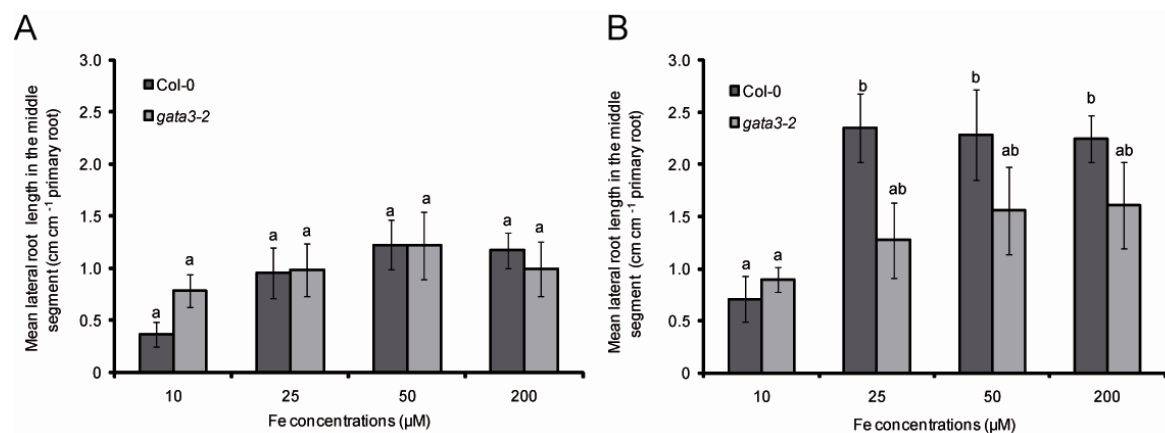 A
Mean lateral root length in the middle
segment (cm cm⁻¹ primary root)
3.0
2.5
2.0
1.5
1.0
0.5
0
Col-0
gata3-2
a
a
a
a
a
a
a
a
10
25
50
200
Fe concentrations (µM)
B
Mean lateral root length in the middle
segment (cm cm⁻¹ primary root)
3.0
2.5
2.0
1.5
1.0
0.5
0
Col-0
gata3-2
a
a
b
ab
b
ab
b
ab
10
25
50
200
Fe concentrations (µM)